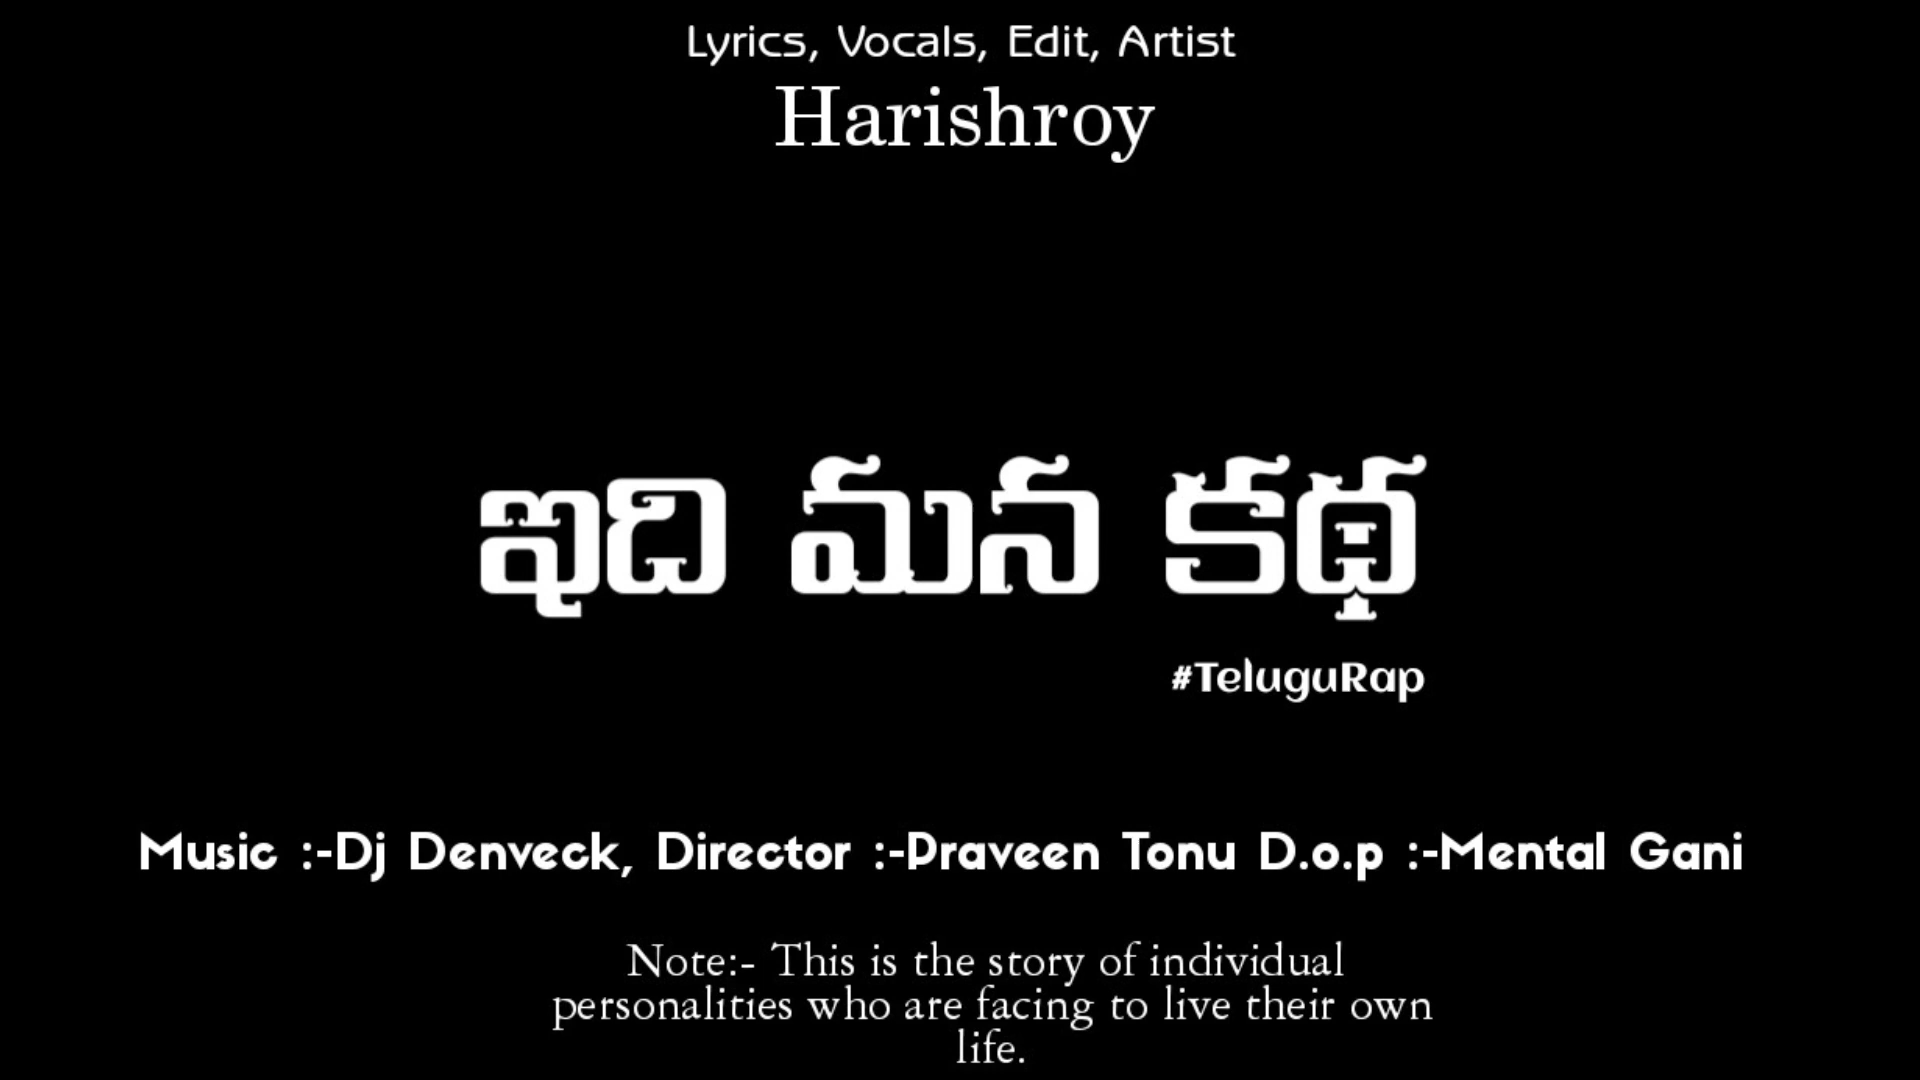 Lyrics, Vocals, Edit, Artist
Harishroy
ఇది మన కథ
#TeluguRap
Music :-Dj Denveck, Director :-Praveen Tonu D.o.p :-Mental Gani
Note:- This is the story of individual
personalities who are facing to live their own
life.